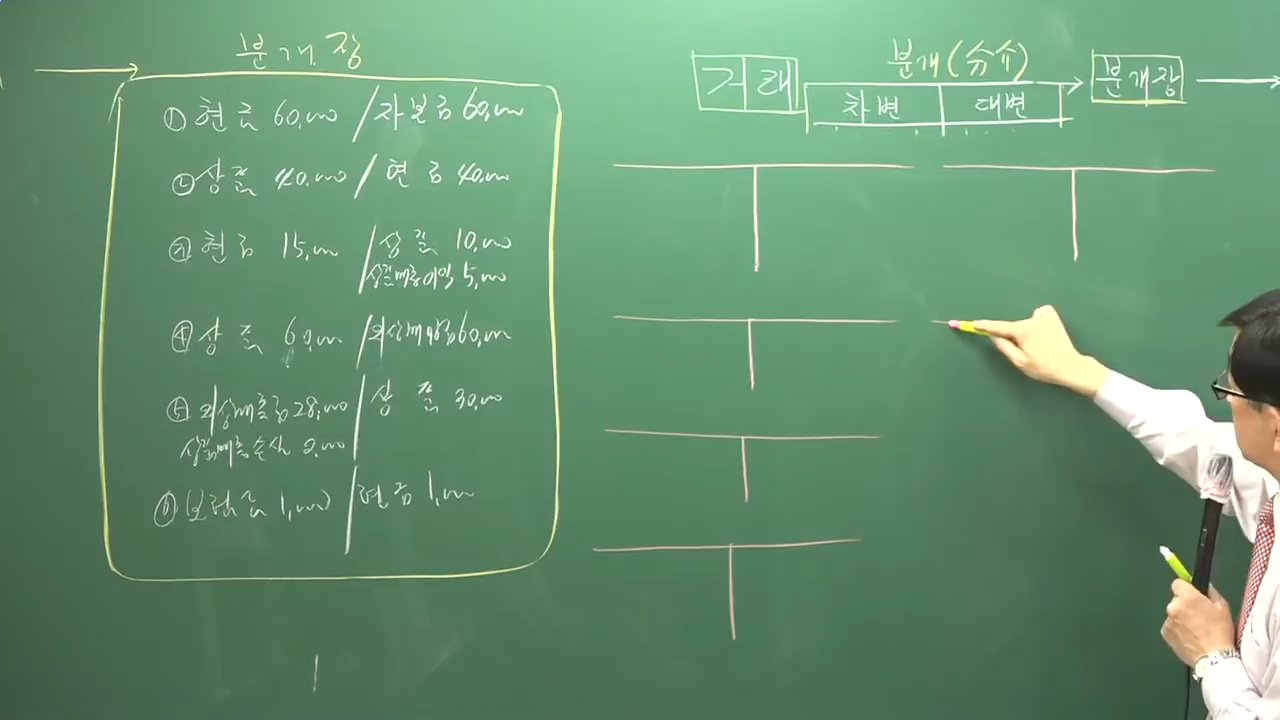 분개장
① 현금 60,000 / 자본금 60,000
② 상품 40,000 / 현금 40,000
③ 현금 15,000 / 상품 10,000
상품매출이익 5,000
④ 상품 60,000 / 외상매입금 60,000
⑤ 외상매출금 28,000 / 상품 30,000
상품매출손실 2,000
⑥ 보험금 1,000 / 현금 1,000
거래
분개(分介)
차변 대변
분개장